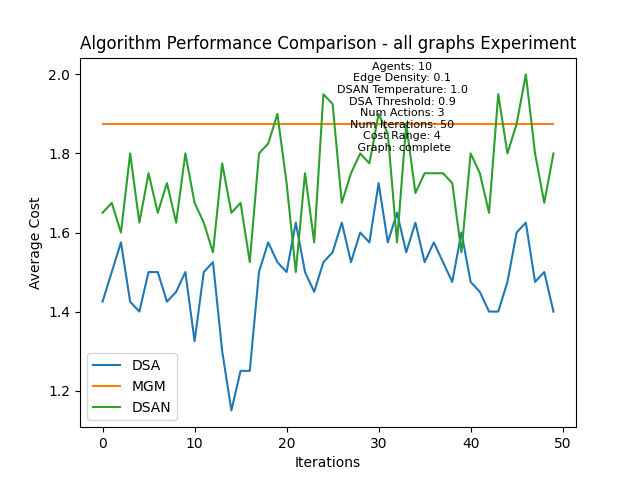 Algorithm Performance Comparison - all graphs Experiment
Agents: 10
Edge Density: 0.1
DSAN Temperature: 1.0
DSA Threshold: 0.9
Num Actions: 3
Num Iterations: 50
Cost Range: 4
Graph: complete
2.0
1.8
1.6
1.4
1.2
Average Cost
DSA
MGM
DSAN
0
10
20
30
40
50
Iterations